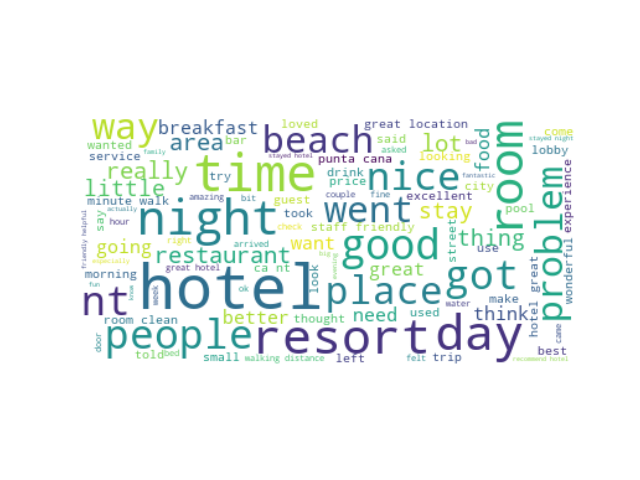 way
breakfast
loved
great location
come
stayed night
wanted
area
bar
beach
said
asked
lot
bad
food
room
lobby
family
service
really
time
stayed hotel
punta cana
looking
nice
try
drink
price
city
fantastic
experience
little
minute walk
amazing
bit
guest
couple
fine
excellent
pool
problem
wonderful
say
actually
night
took
went
stay
friendly helpful
hour
staff friendly
street
thing
going
right
check
want
good
use
especially
restaurant
arrived
big
evening
look
great
hotel great
morning
great hotel
ca nt
got
fun
week
know
hotel
ok
place
water
make
nt
room clean
better
thought
need
used
think
came
door
people
resort
day
best
told
bed
small
walking distance
left
felt
trip
recommend hotel